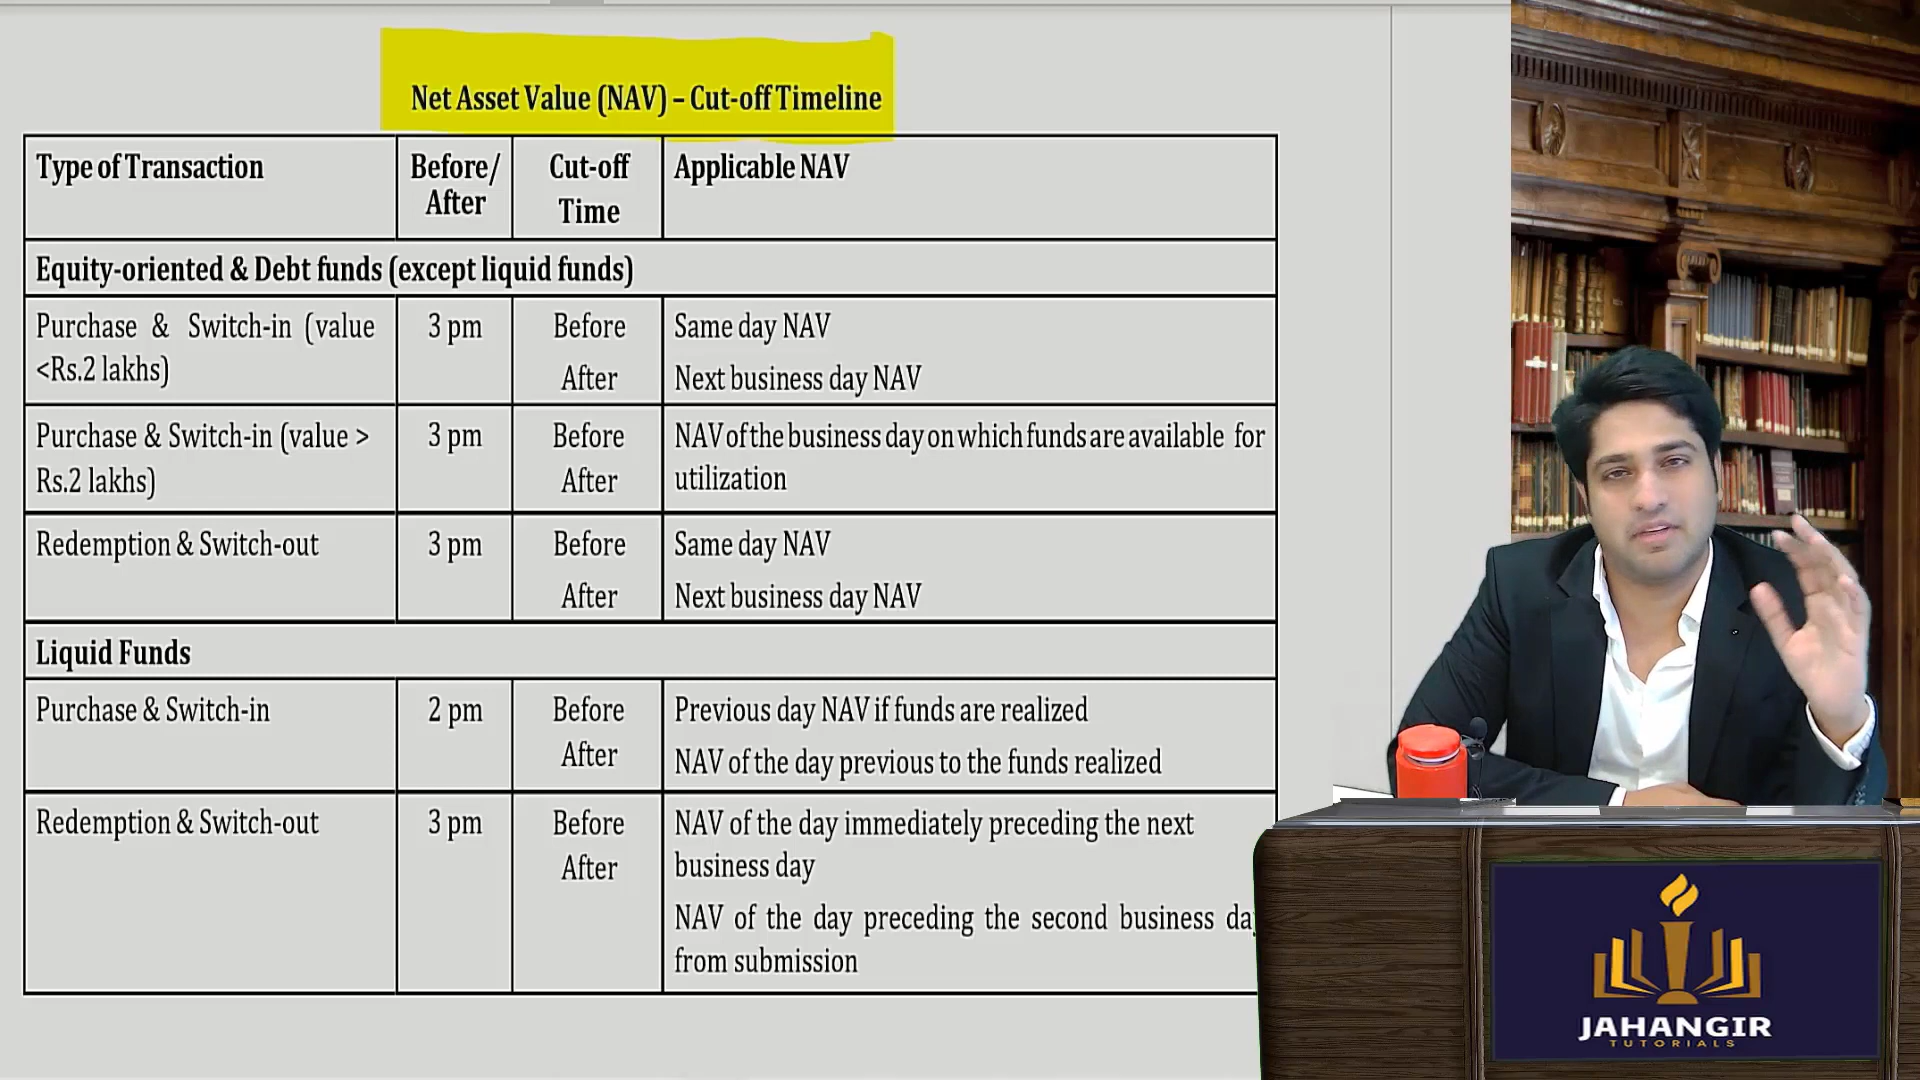 Net Asset Value (NAV) – Cut-off Timeline
Type of Transaction
Before/
After
Cut-off
Time
Applicable NAV
Equity-oriented & Debt funds (except liquid funds)
Purchase & Switch-in (value
<Rs.2 lakhs)
3 pm
Before
After
Same day NAV
Next business day NAV
Purchase & Switch-in (value >
Rs.2 lakhs)
3 pm
Before
After
NAV of the business day on which funds are available for
utilization
Redemption & Switch-out
3 pm
Before
After
Same day NAV
Next business day NAV
Liquid Funds
Purchase & Switch-in
2 pm
Before
After
Previous day NAV if funds are realized
NAV of the day previous to the funds realized
Redemption & Switch-out
3 pm
Before
After
NAV of the day immediately preceding the next
business day
NAV of the day preceding the second business day
from submission
JAHANGIR
TUTORIALS